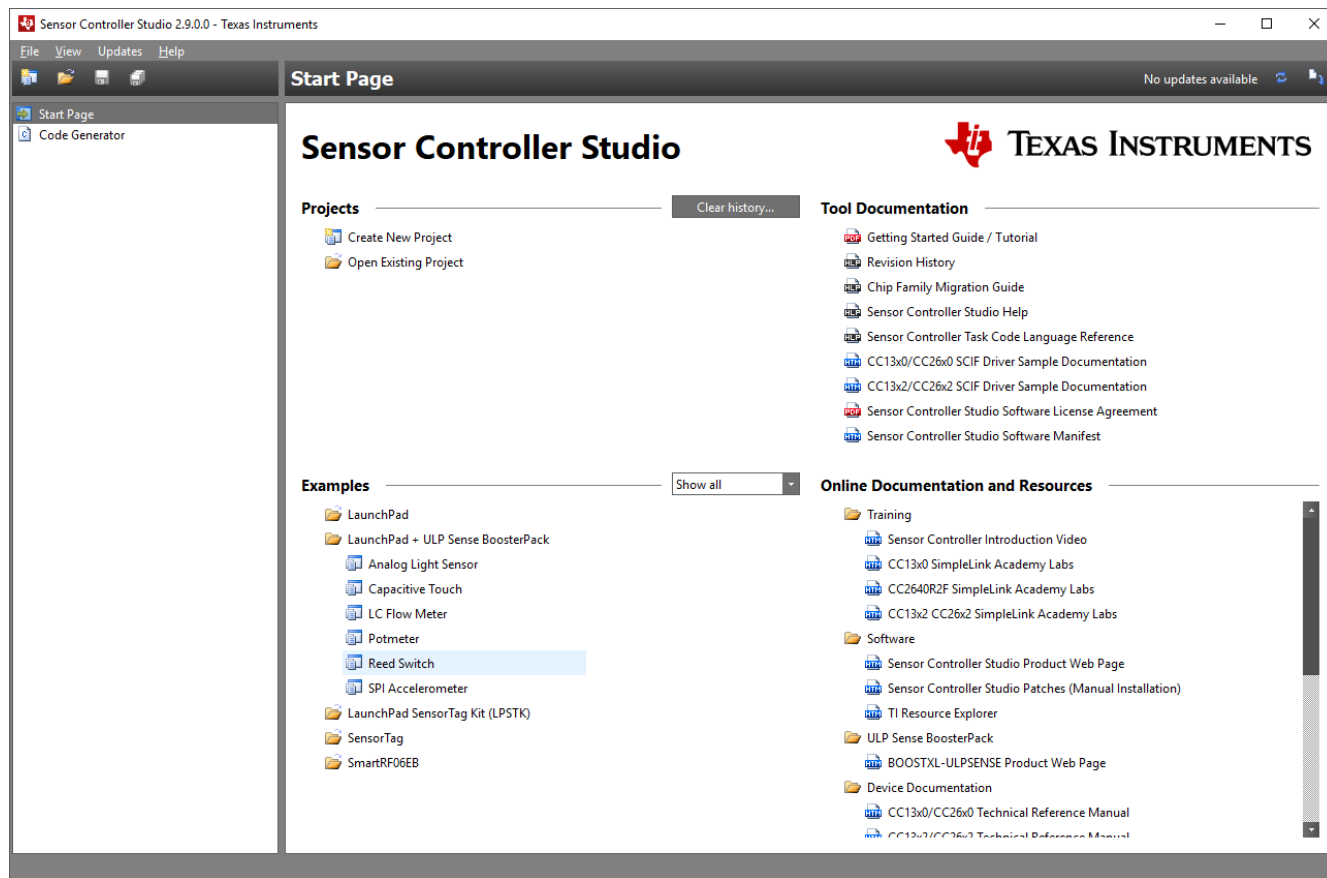 Sensor Controller Studio 2.9.0.0 - Texas Instruments
File View Updates Help
Start Page
No updates available
Start Page
Code Generator
Sensor Controller Studio
TEXAS INSTRUMENTS
Projects
Clear history...
Create New Project
Open Existing Project
Tool Documentation
Getting Started Guide / Tutorial
Revision History
Chip Family Migration Guide
Sensor Controller Studio Help
Sensor Controller Task Code Language Reference
CC13x0/CC26x0 SCIF Driver Sample Documentation
CC13x2/CC26x2 SCIF Driver Sample Documentation
Sensor Controller Studio Software License Agreement
Sensor Controller Studio Software Manifest
Examples
Show all
LaunchPad
LaunchPad + ULP Sense BoosterPack
Analog Light Sensor
Capacitive Touch
LC Flow Meter
Potmeter
Reed Switch
SPI Accelerometer
LaunchPad SensorTag Kit (LPSTK)
SensorTag
SmartRF06EB
Online Documentation and Resources
Training
Sensor Controller Introduction Video
CC13x0 SimpleLink Academy Labs
CC2640R2F SimpleLink Academy Labs
CC13x2 CC26x2 SimpleLink Academy Labs
Software
Sensor Controller Studio Product Web Page
Sensor Controller Studio Patches (Manual Installation)
TI Resource Explorer
ULP Sense BoosterPack
BOOSTXL-ULPSENSE Product Web Page
Device Documentation
CC13x0/CC26x0 Technical Reference Manual
CC13x2/CC26x2 Technical Reference Manual